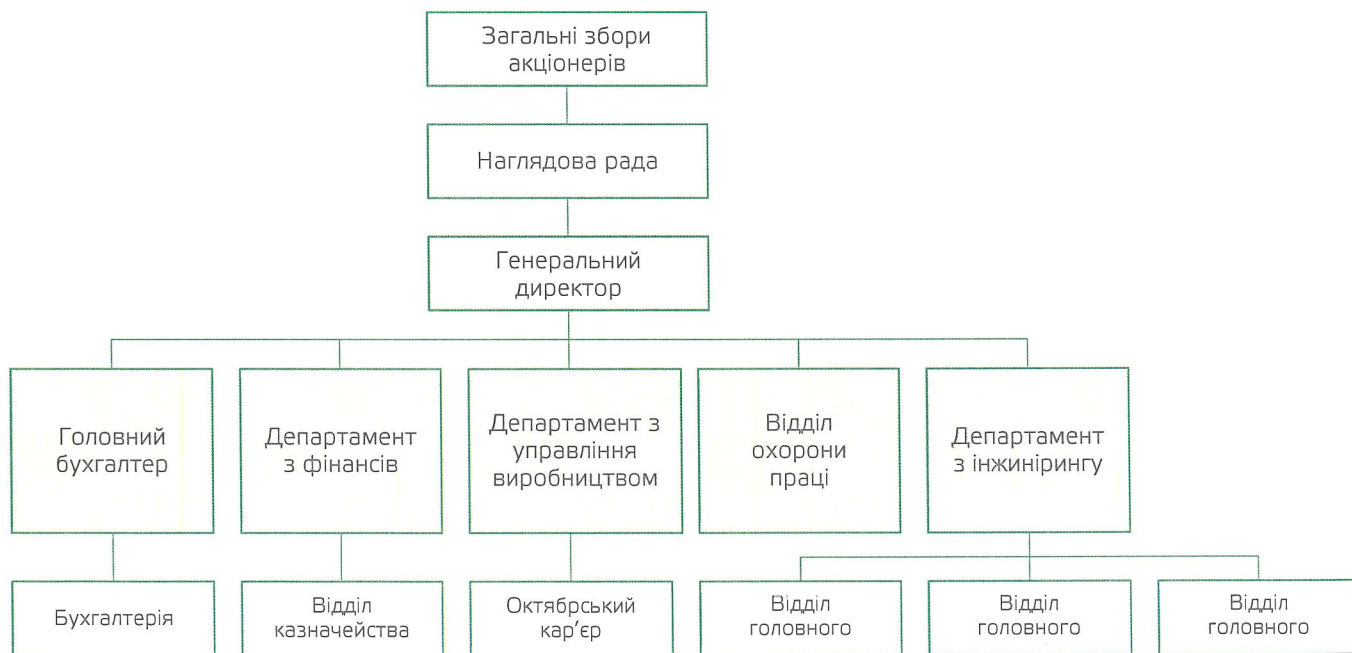 Загальні збори
акціонерів
Наглядова рада
Генеральний
директор
Головний
бухгалтер
Департамент
з фінансів
Департамент з
управління
виробництвом
Відділ
охорони
праці
Департамент
з інжинірингу
Бухгалтерія
Відділ
казначейства
Октябрський
кар’єр
Відділ
головного
Відділ
головного
Відділ
головного